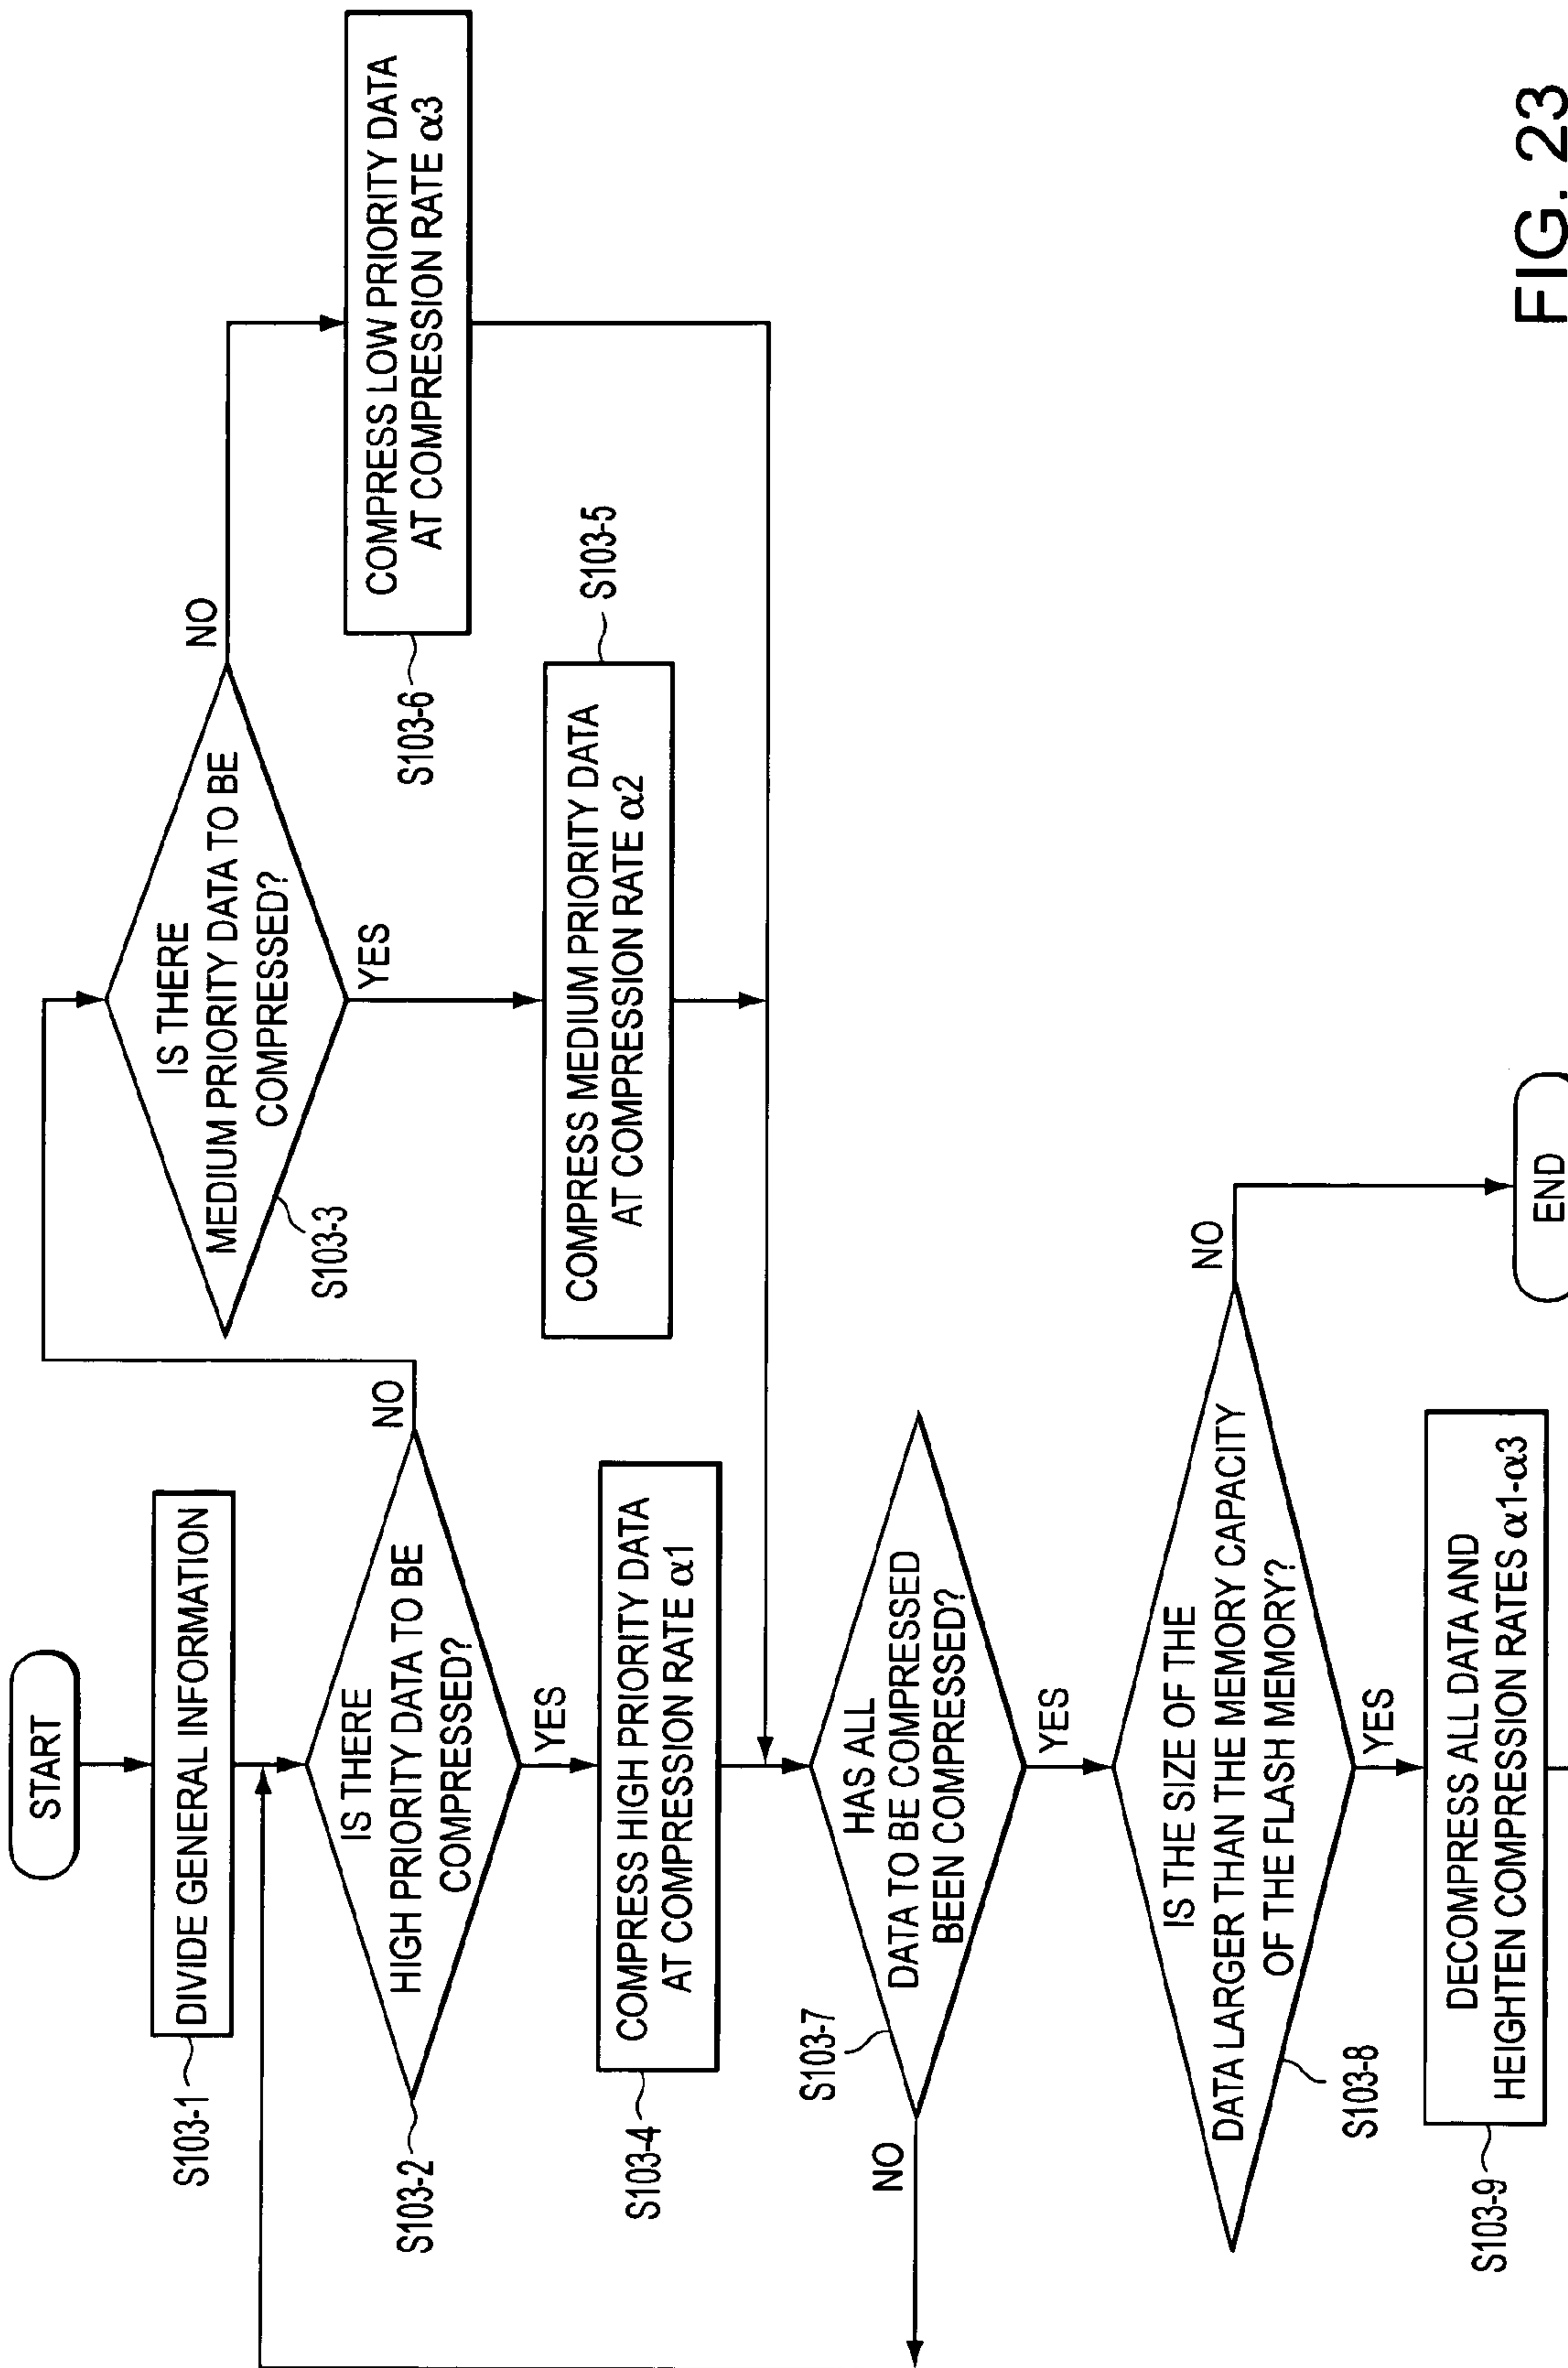 START
DIVIDE GENERAL INFORMATION
S103-1
IS THERE
HIGH PRIORITY DATA TO BE
COMPRESSED?
S103-2
NO
YES
IS THERE
MEDIUM PRIORITY DATA TO BE
COMPRESSED?
S103-3
NO
YES
COMPRESS HIGH PRIORITY DATA
AT COMPRESSION RATE α1
S103-4
COMPRESS MEDIUM PRIORITY DATA
AT COMPRESSION RATE α2
S103-5
COMPRESS LOW PRIORITY DATA
AT COMPRESSION RATE α3
S103-6
HAS ALL
DATA TO BE COMPRESSED
BEEN COMPRESSED?
S103-7
NO
YES
IS THE SIZE OF THE
DATA LARGER THAN THE MEMORY CAPACITY
OF THE FLASH MEMORY?
S103-8
NO
YES
DECOMPRESS ALL DATA AND
HEIGHTEN COMPRESSION RATES α1-α3
S103-9
END
FIG. 23